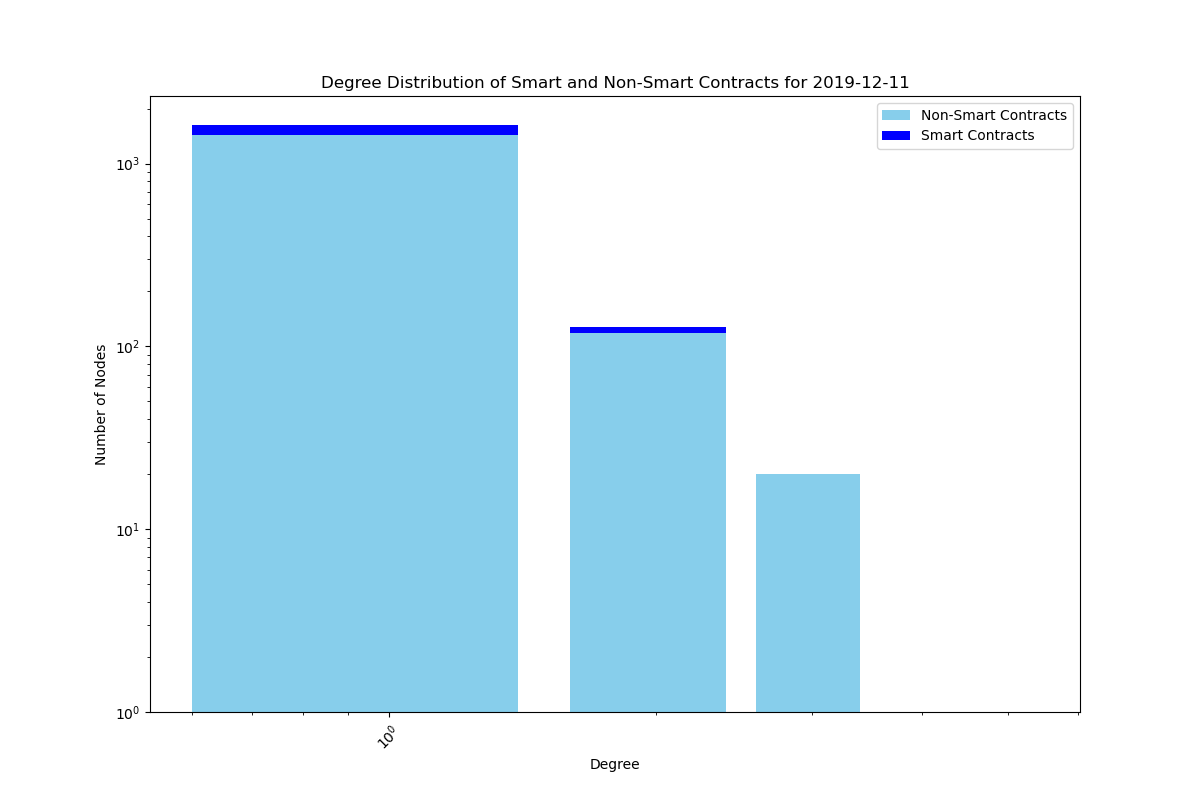 Degree Distribution of Smart and Non-Smart Contracts for 2019-12-11
Non-Smart Contracts
Smart Contracts
Number of Nodes
10³
10²
10¹
10⁰
10⁰
Degree